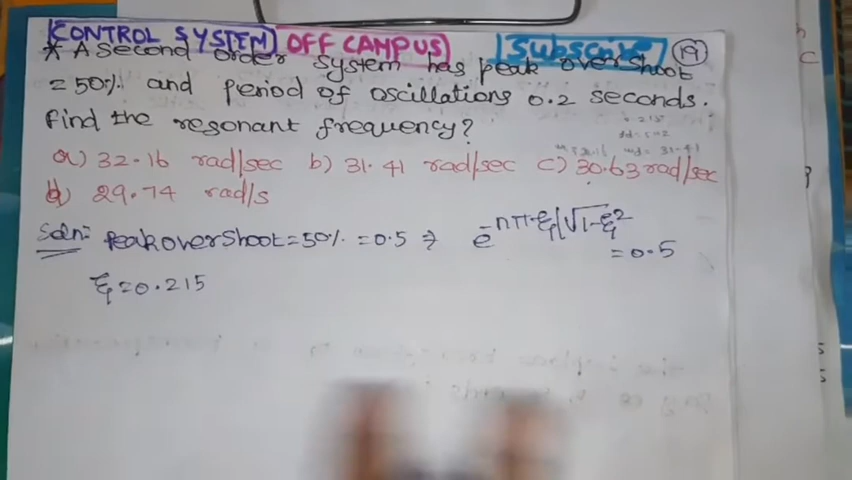 CONTROL SYSTEM OFF CAMPUS Subscribe 19
* A Second order system has peak overshoot
= 50% and period of oscillations 0.2 seconds.
find the resonant frequency?
a) 32.16 rad/sec b) 31.41 rad/sec c) 30.63 rad/sec
d) 29.74 rad/s
Soln: Peak overshoot = 50% = 0.5 ⇒ e^-nπ·ξ/√1-ξ²
= 0.5
ξ = 0.215